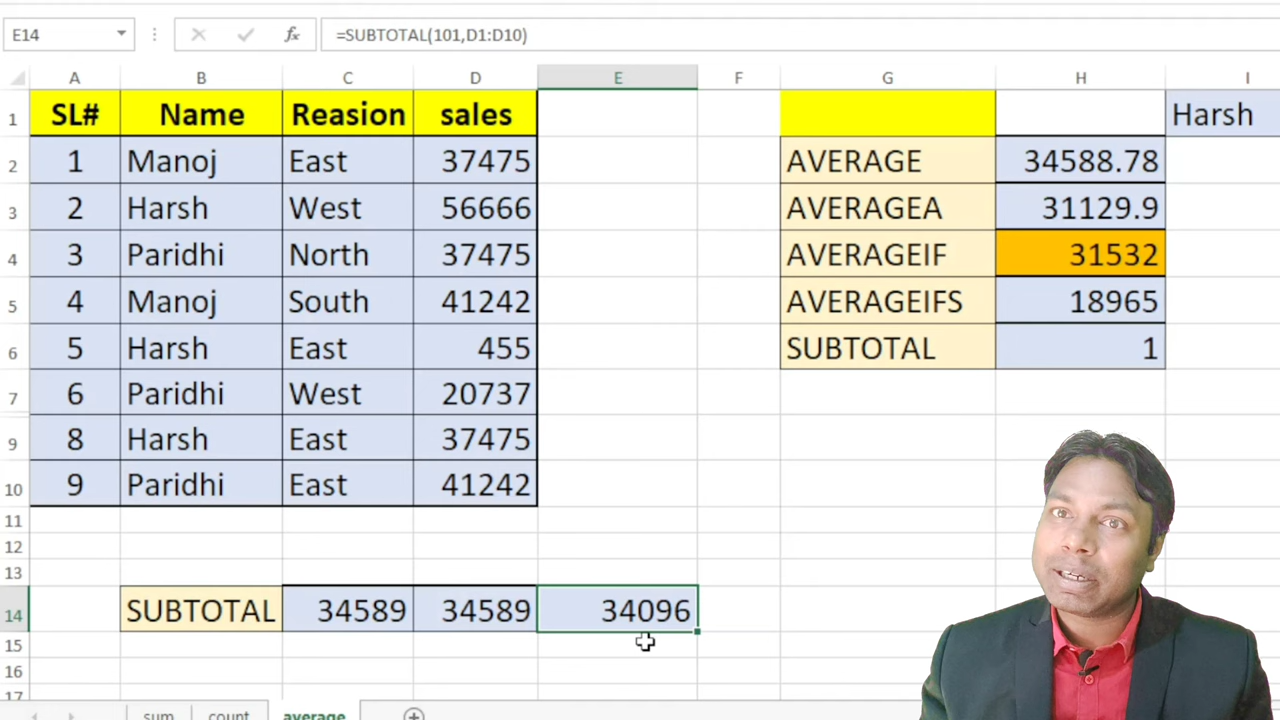 E14 fx =SUBTOTAL(101,D1:D10)
A B C D E F G H I
1 SL# Name Reasion sales Harsh
2 1 Manoj East 37475 AVERAGE 34588.78
3 2 Harsh West 56666 AVERAGEA 31129.9
4 3 Paridhi North 37475 AVERAGEIF 31532
5 4 Manoj South 41242 AVERAGEIFS 18965
6 5 Harsh East 455 SUBTOTAL 1
7 6 Paridhi West 20737
9 8 Harsh East 37475
10 9 Paridhi East 41242
11
12
13
14 SUBTOTAL 34589 34589 34096
15
16
17
sum count average